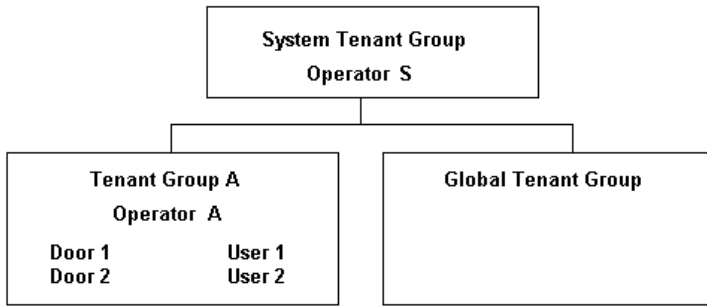 System Tenant Group
Operator S
Tenant Group A
Operator A
Door 1 User 1
Door 2 User 2
Global Tenant Group